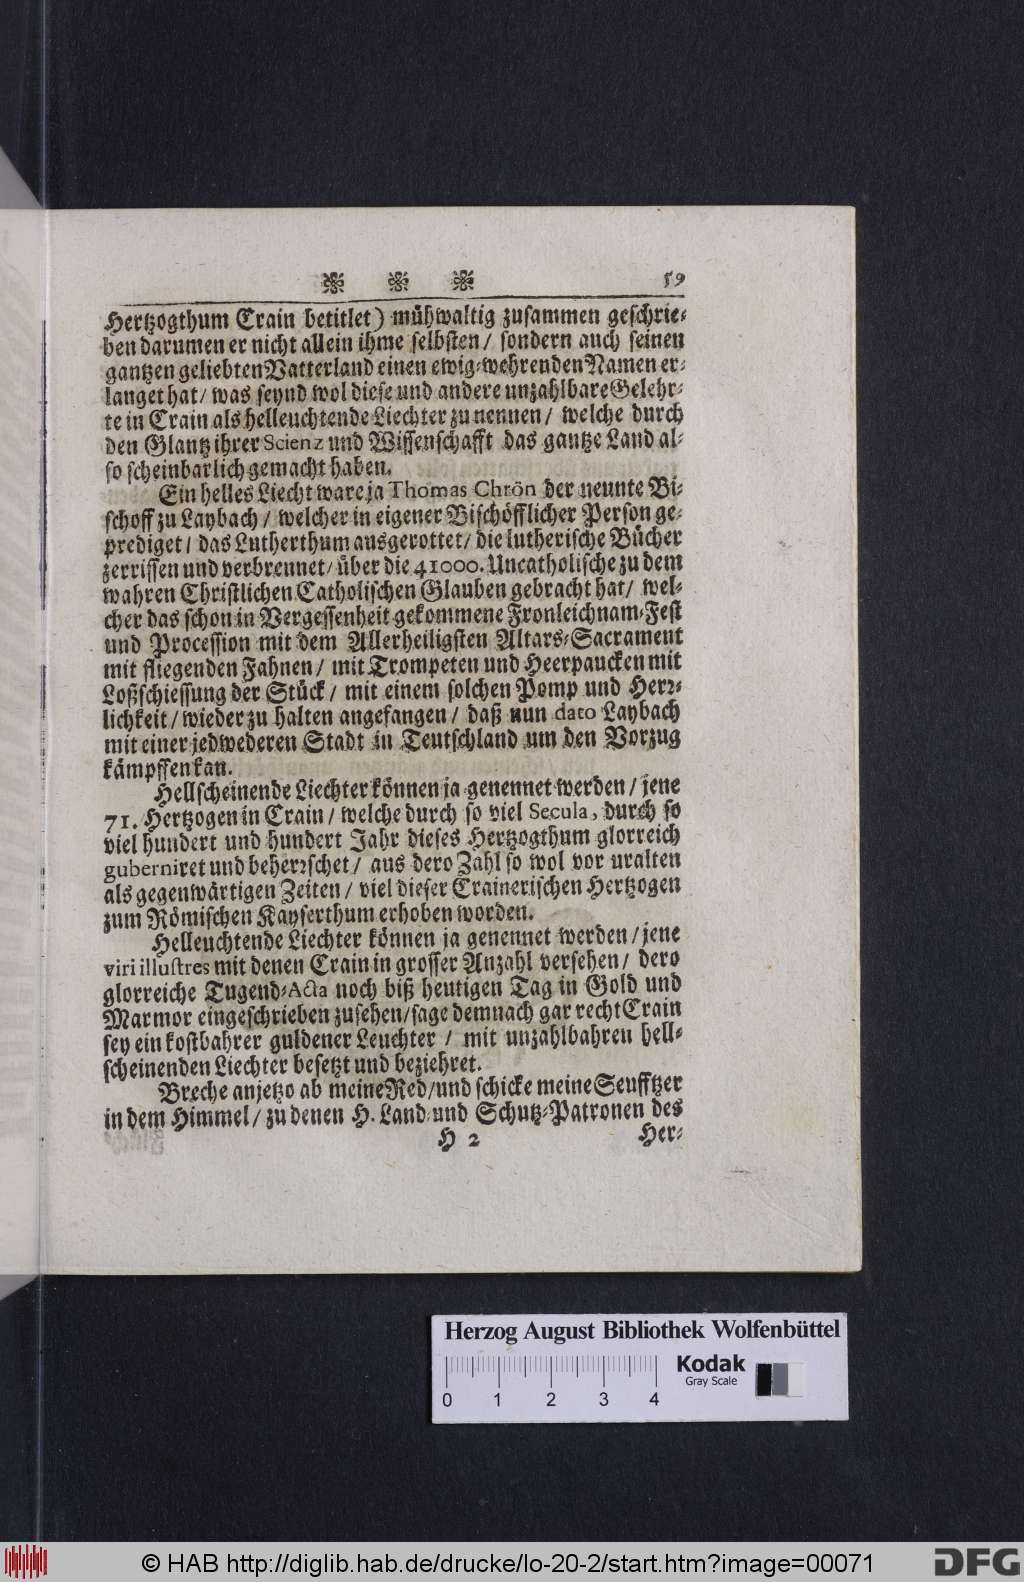 59
Hertzogthum Crain betitlet) mühwaltig zusammen geschrie-
ben darumen er nicht allein ihme selbsten / sondern auch seinen
gantzen geliebten Vatterland einen ewig-wehrenden Namen er-
langet hat / was seynd wol diese und andere unzahlbare Gelehr-
te in Crain als helleuchtende Liechter zu nennen / welche durch
den Glantz ihrer Scienz und Wissenschafft das gantze Land al-
so scheinbarlich gemacht haben.
Ein helles Liecht ware ja Thomas Chrön der neunte Bi-
schoff zu Laybach / welcher in eigener Bischöfflicher Person ge-
prediget / das Lutherthum ausgerottet / die lutherische Bücher
zerrissen und verbrennet / über die 41000. Uncatholische zu dem
wahren Christlichen Catholischen Glauben gebracht hat / wel-
cher das schon in Vergessenheit gekommene Fronleichnam-Fest
und Procession mit dem Allerheiligsten Altars-Sacrament
mit fliegenden Fahnen / mit Trompeten und Heerpaucken mit
Loßschiessung der Stück / mit einem solchen Pomp und Herꝛ-
lichkeit / wieder zu halten angefangen / daß nun dato Laybach
mit einer jedwederen Stadt in Teutschland um den Vorzug
kämpffen kan.
Hellscheinende Liechter können ja genennet werden / jene
71. Hertzogen in Crain / welche durch so viel Secula, durch so
viel hundert und hundert Jahr dieses Hertzogthum glorreich
guberniret und beherꝛschet / aus dero Zahl so wol vor uralten
als gegenwärtigen Zeiten / viel dieser Crainerischen Hertzogen
zum Römischen Kayserthum erhoben worden.
Helleuchtende Liechter können ja genennet werden / jene
viri illustres mit denen Crain in grosser Anzahl versehen / dero
glorreiche Tugend-Acta noch biß heutigen Tag in Gold und
Marmor eingeschrieben zusehen / sage demnach gar recht Crain
sey ein kostbahrer guldener Leuchter / mit unzahlbahren hell-
scheinenden Liechter besetzt und beziehret.
Breche anjetzo ab meine Red / und schicke meine Seufftzer
in dem Himmel / zu denen H. Land und Schutz-Patronen des
H 2 Her-
Herzog August Bibliothek Wolfenbüttel
0 1 2 3 4
Kodak
Gray Scale
© HAB http://diglib.hab.de/drucke/lo-20-2/start.htm?image=00071
DFG